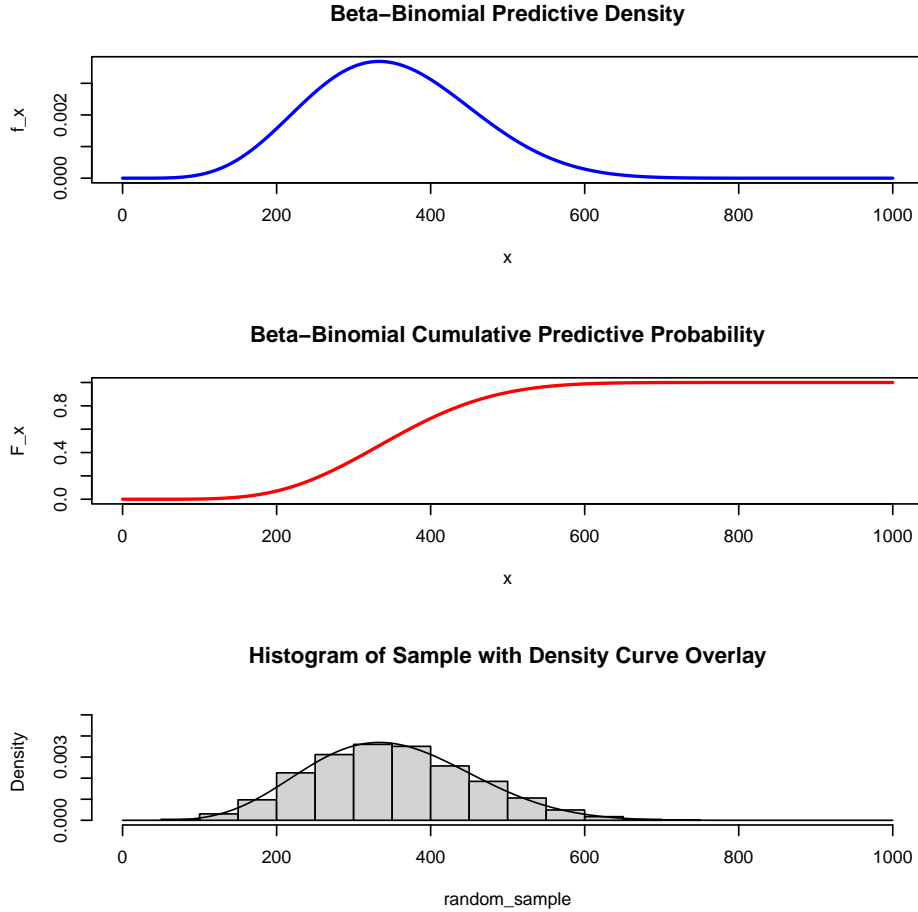 Beta−Binomial Predictive Density
f_x
0.000
0.002
0
200
400
600
800
1000
x
Beta−Binomial Cumulative Predictive Probability
F_x
0.0
0.4
0.8
0
200
400
600
800
1000
x
Histogram of Sample with Density Curve Overlay
Density
0.000
0.003
0
200
400
600
800
1000
random_sample